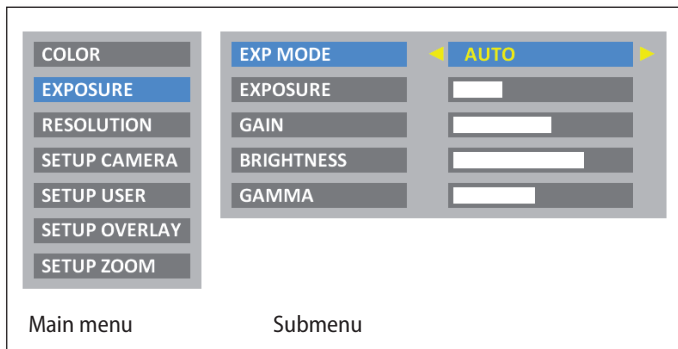 COLOR
EXPOSURE
RESOLUTION
SETUP CAMERA
SETUP USER
SETUP OVERLAY
SETUP ZOOM
EXP MODE
AUTO
EXPOSURE
GAIN
BRIGHTNESS
GAMMA
Main menu
Submenu